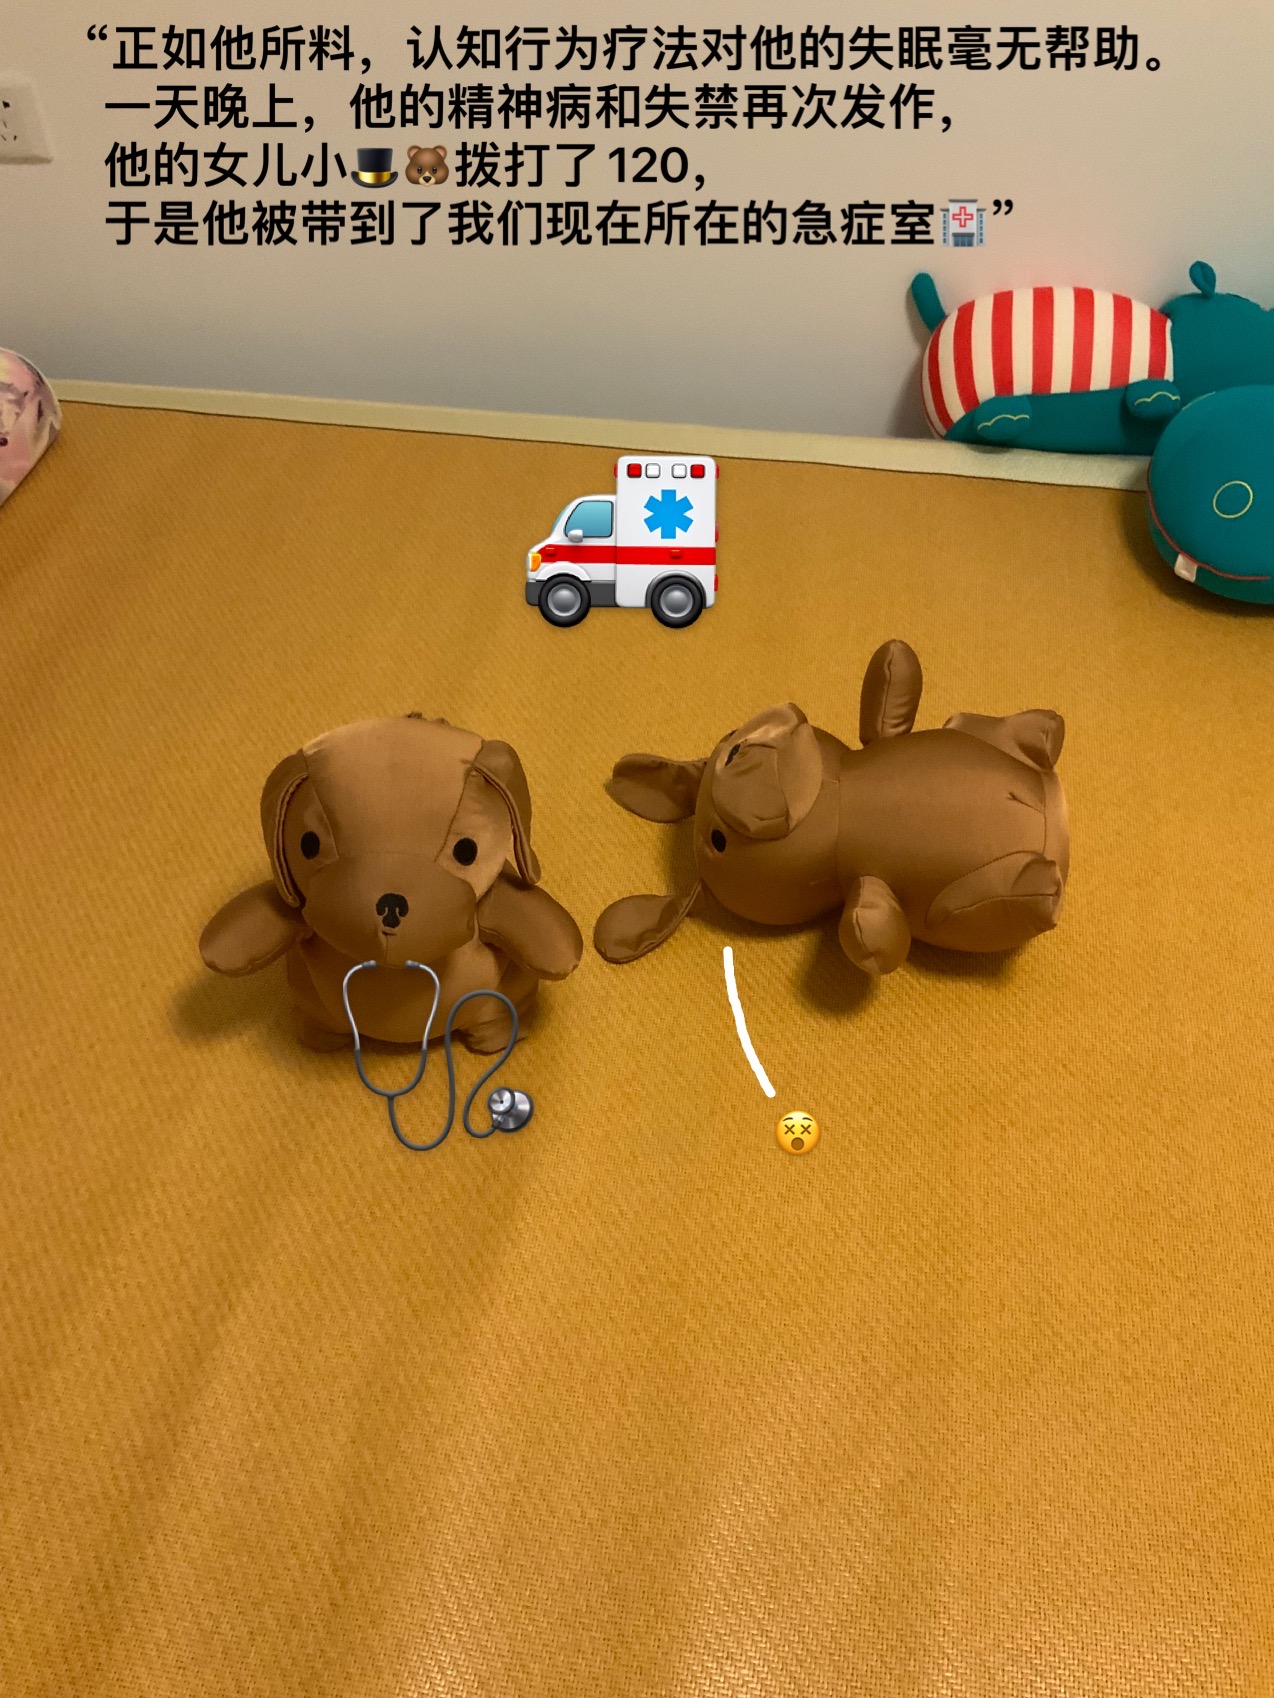 “正如他所料，认知行为疗法对他的失眠毫无帮助。
一天晚上，他的精神病和失禁再次发作，
他的女儿小🎩🐻拨打了120，
于是他被带到了我们现在所在的急症室🏥”